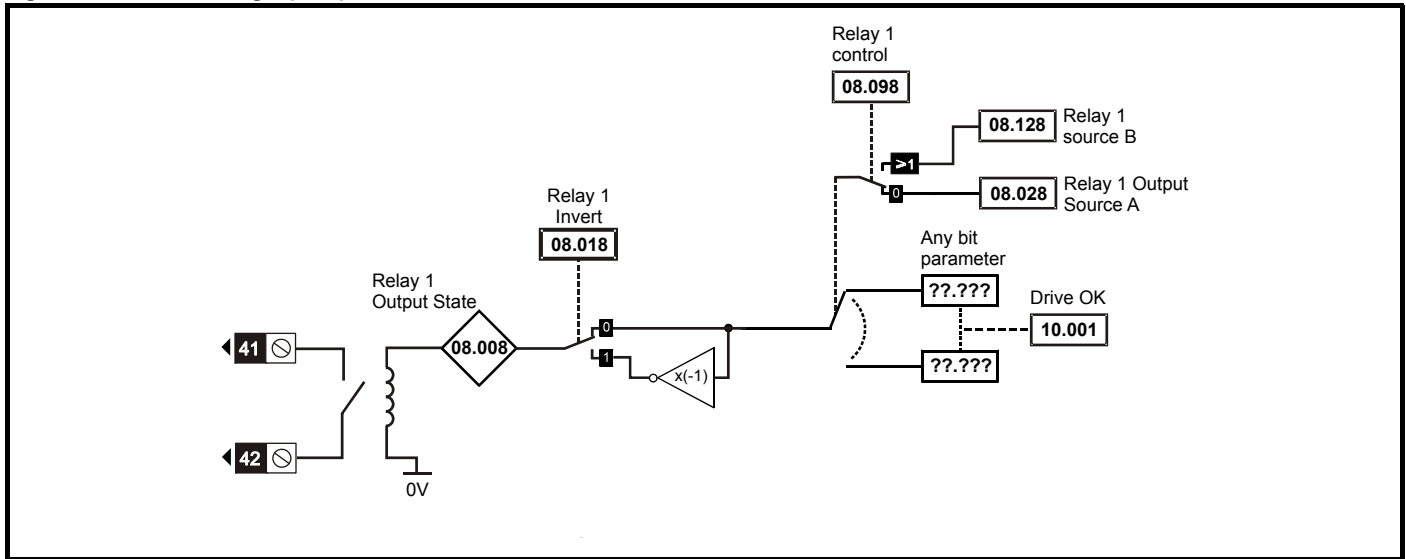 Relay 1
control
08.098
08.128
Relay 1
source B
>1
0
08.028
Relay 1 Output
Source A
Relay 1
Invert
08.018
Any bit
parameter
??.???
Drive OK
10.001
??.???
Relay 1
Output State
08.008
0
1
x(-1)
41
42
0V